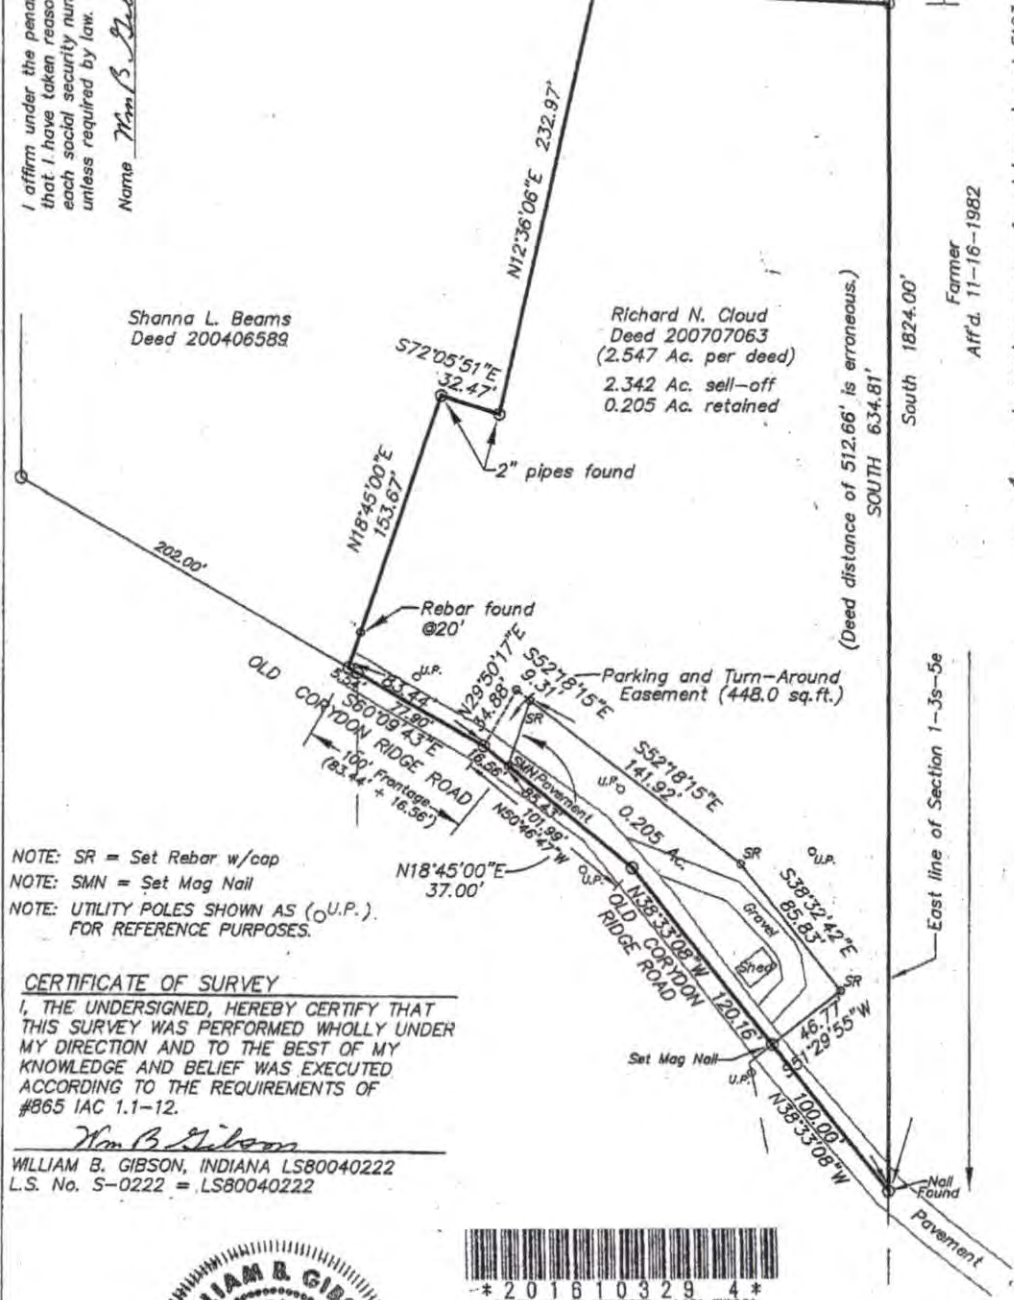 I affirm under the
that I have taken
each social security
unless required by law.
Name Wm B
N12°36'06"E 232.97'
Shanna L. Beams
Deed 200406589
Richard N. Cloud
Deed 200707063
(2.547 Ac. per deed)
2.342 Ac. sell-off
0.205 Ac. retained
(Deed distance of 512.66' is erroneous.)
SOUTH 634.81'
South 1824.00'
Farmer
Aff'd. 11-16-1982
S72°05'51"E
32.47'
2" pipes found
N18°45'00"E
153.67'
202.00'
Rebar found
@20'
U.P.
83.44'
77.90'
S60°09'43"E
OLD CORYDON RIDGE ROAD
100' Frontage
(83.44' + 16.56')
N29°50'17"E
34.88'
S52°18'15"E
9.31'
SR
Parking and Turn-Around
Easement (448.0 sq.ft.)
S52°18'15"E
141.92'
16.56'
SMN
Pavement
85.43'
101.99'
N50°46'47"W
U.P.
0.205 Ac.
N18°45'00"E
37.00'
U.P.
SR
U.P.
S38°32'42"E
85.83'
Gravel
Shed
N38°33'08"W
120.16'
OLD CORYDON
RIDGE ROAD
SR
46.77'
S51°29'55"W
Set Mag Nail
U.P.
100.00'
N38°33'08"W
East line of Section 1-3s-5e
Nail
Found
Pavement
NOTE: SR = Set Rebar w/cap
NOTE: SMN = Set Mag Nail
NOTE: UTILITY POLES SHOWN AS (○U.P.)
FOR REFERENCE PURPOSES.
CERTIFICATE OF SURVEY
I, THE UNDERSIGNED, HEREBY CERTIFY THAT
THIS SURVEY WAS PERFORMED WHOLLY UNDER
MY DIRECTION AND TO THE BEST OF MY
KNOWLEDGE AND BELIEF WAS EXECUTED
ACCORDING TO THE REQUIREMENTS OF
#865 IAC 1.1-12.
Wm B Gibson
WILLIAM B. GIBSON, INDIANA LS80040222
L.S. No. S-0222 = LS80040222
LIAM B. GIB
*201610329 4*